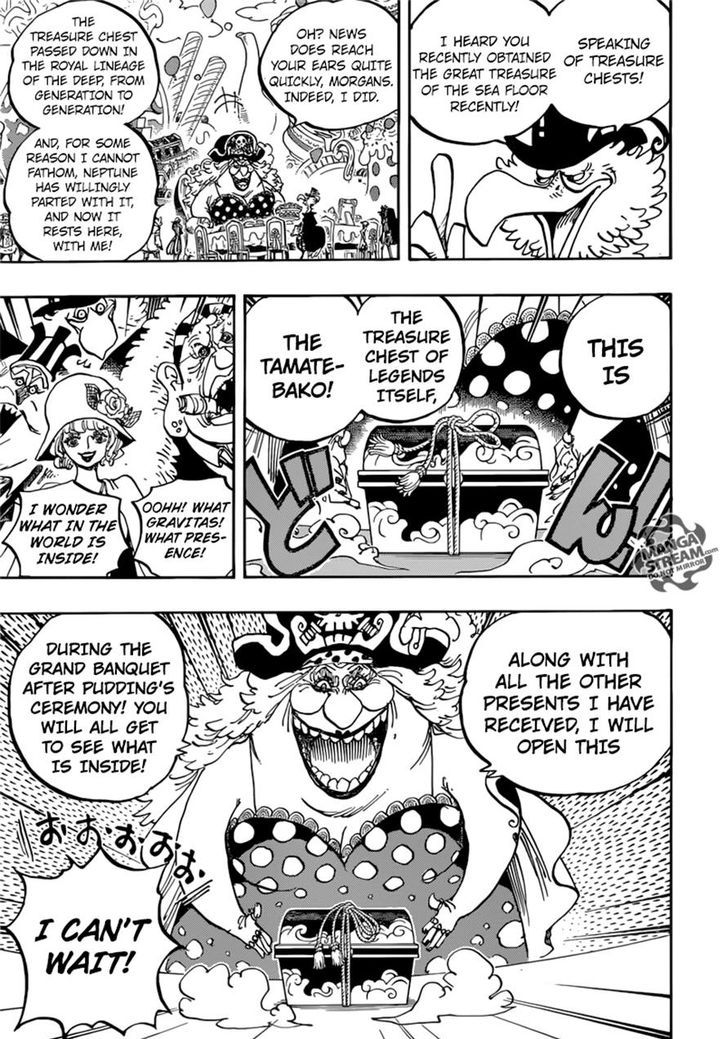 SPEAKING
OF TREASURE
CHESTS!
I HEARD YOU
RECENTLY OBTAINED
THE GREAT TREASURE
OF THE SEA FLOOR
RECENTLY!
OH? NEWS
DOES REACH
YOUR EARS QUITE
QUICKLY, MORGANS.
INDEED, I DID.
THE
TREASURE CHEST
PASSED DOWN IN
THE ROYAL LINEAGE
OF THE DEEP, FROM
GENERATION TO
GENERATION!
AND, FOR SOME
REASON I CANNOT
FATHOM, NEPTUNE
HAS WILLINGLY
PARTED WITH IT,
AND NOW IT
RESTS HERE,
WITH ME!
THIS
IS
THE
TREASURE
CHEST OF
LEGENDS
ITSELF,
THE
TAMATE-
BAKO!
どん!!
MANGA
STREAM.com
DO NOT MIRROR
OOHH! WHAT
GRAVITAS!
WHAT PRES-
ENCE!
I WONDER
WHAT IN THE
WORLD IS
INSIDE!
ALONG WITH
ALL THE OTHER
PRESENTS I HAVE
RECEIVED, I WILL
OPEN THIS
DURING THE
GRAND BANQUET
AFTER PUDDING'S
CEREMONY! YOU
WILL ALL GET
TO SEE WHAT
IS INSIDE!
おおおおお
I CAN'T
WAIT!